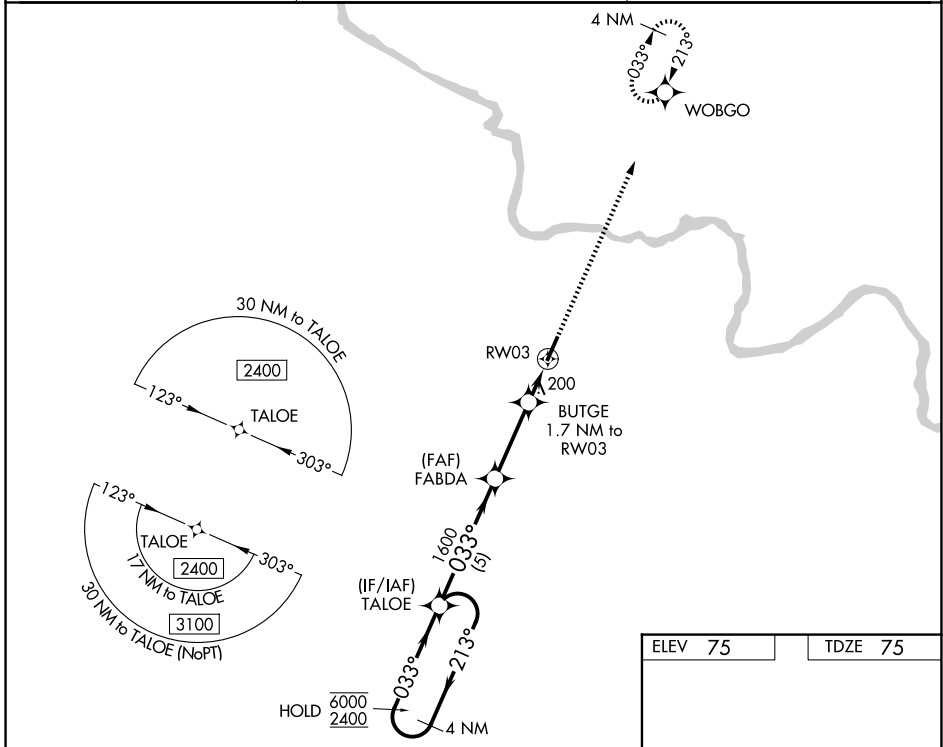 4 NM
033°
213°
WOBGO
30 NM to TALOE
2400
123°
TALOE
303°
RW03
200
BUTGE
1.7 NM to
RW03
(FAF)
FABDA
123°
TALOE
303°
2400
17 NM to TALOE
3100
30 NM to TALOE (NoPT)
1600
033°
(5)
(IF/IAF)
TALOE
033°
213°
HOLD 6000
2400
4 NM
ELEV 75
TDZE 75